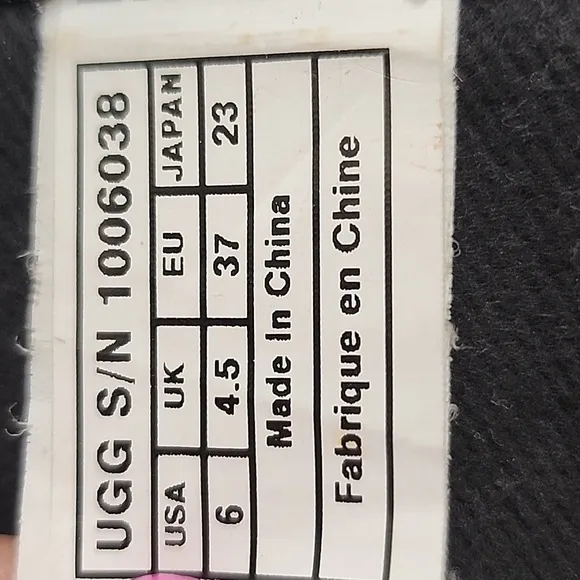 UGG S/N 1006038
USA UK EU JAPAN
6 4.5 37 23
Made In China
Fabrique en Chine